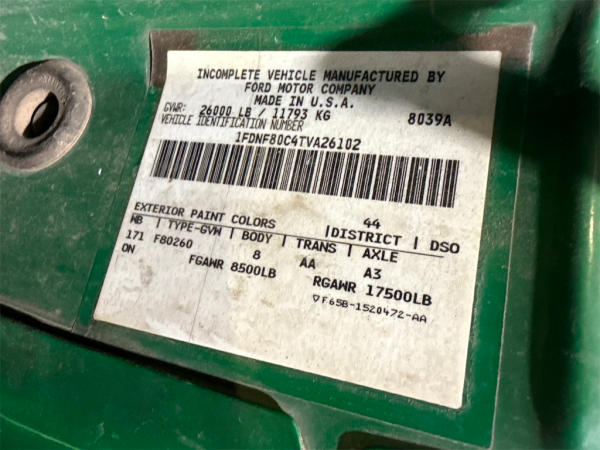 INCOMPLETE VEHICLE MANUFACTURED BY
FORD MOTOR COMPANY
MADE IN U.S.A.
GVWR: 26000 LB / 11793 KG 8039A
VEHICLE IDENTIFICATION NUMBER
1FDNF80C4TVA26102
EXTERIOR PAINT COLORS 44 |DISTRICT |DSO
WB |TYPE-GVW |BODY |TRANS |AXLE
171 F80260 8 AA A3
ON FGAWR 8500LB RGAWR 17500LB
▽F65B-1520472-AA